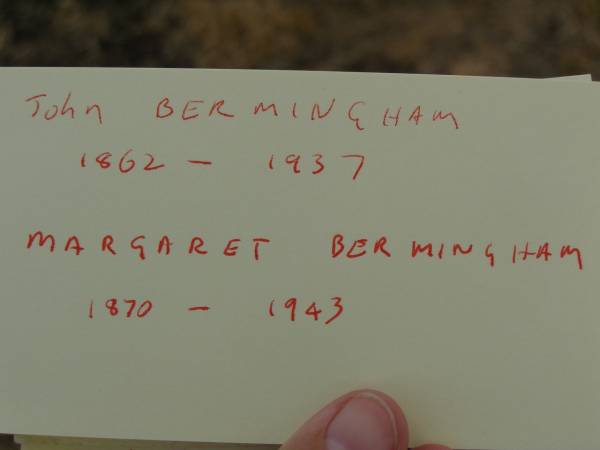 John BERMINGHAM
1862 - 1937
MARGARET BERMINGHAM
1870 - 1943